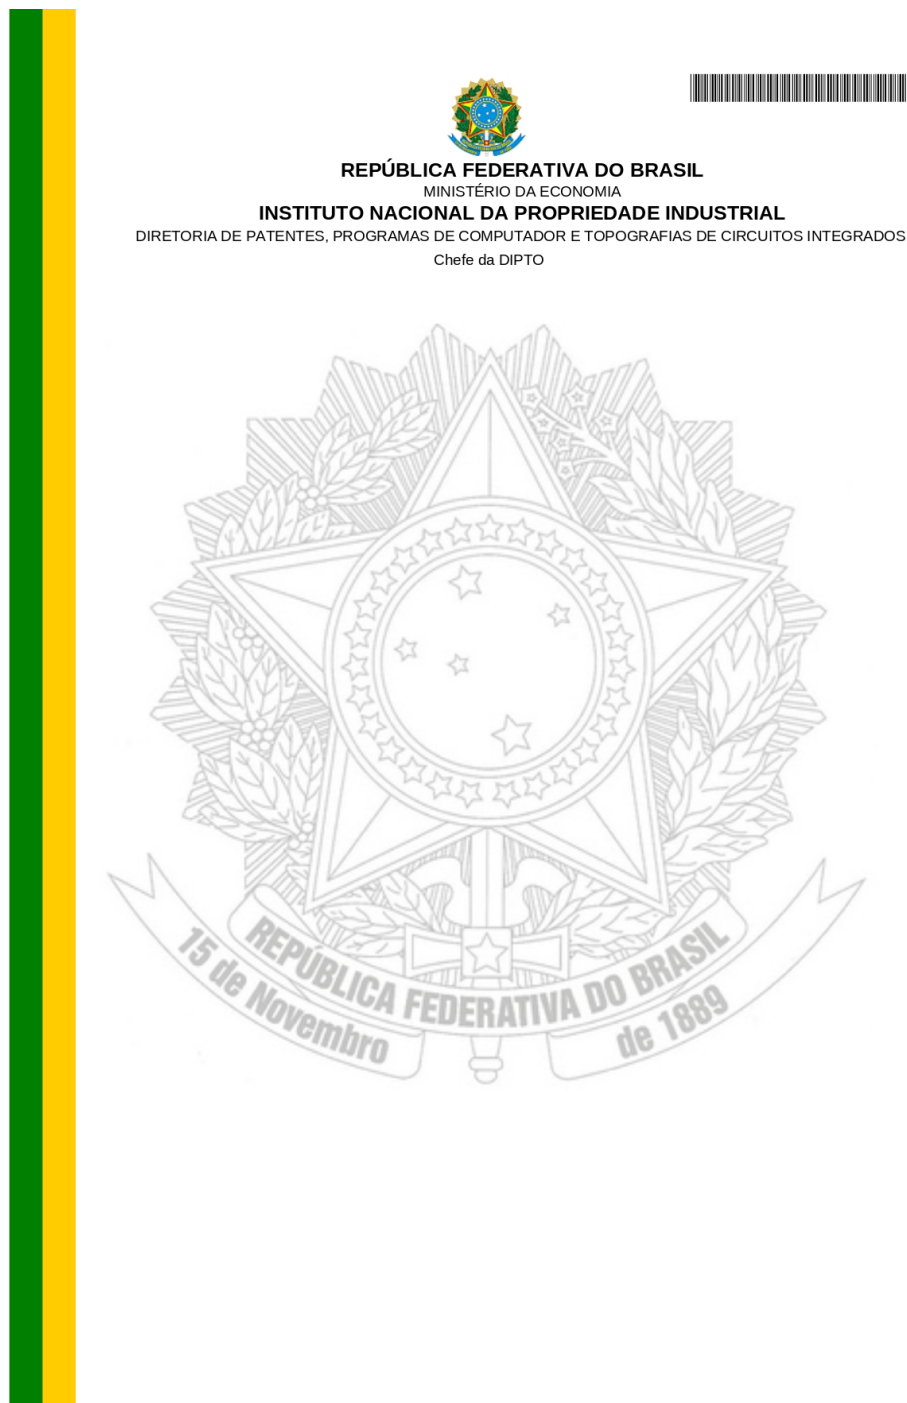 REPÚBLICA FEDERATIVA DO BRASIL
MINISTÉRIO DA ECONOMIA
INSTITUTO NACIONAL DA PROPRIEDADE INDUSTRIAL
DIRETORIA DE PATENTES, PROGRAMAS DE COMPUTADOR E TOPOGRAFIAS DE CIRCUITOS INTEGRADOS
Chefe da DIPTO
REPÚBLICA FEDERATIVA DO BRASIL
15 de Novembro
de 1889